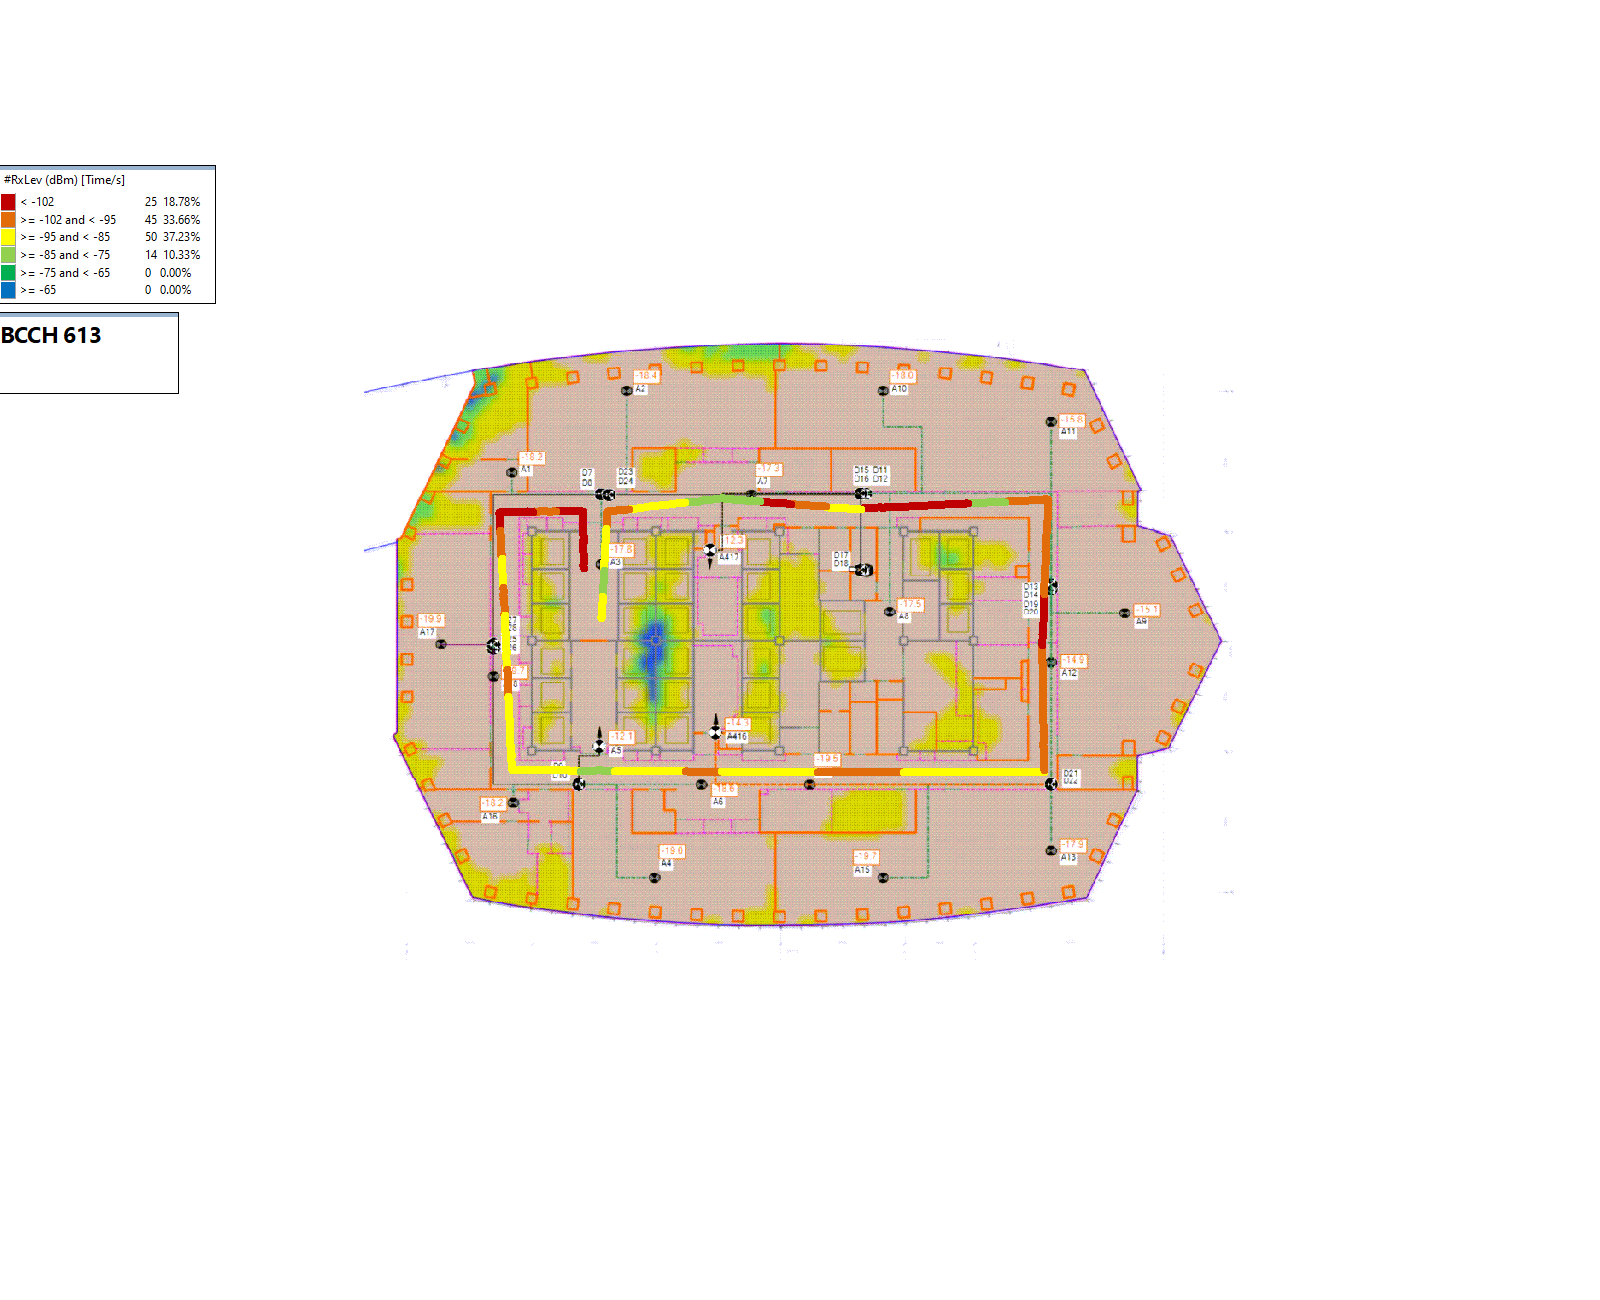 #RxLev (dBm) [Time/s]
< -102 25 18.78%
>= -102 and < -95 45 33.66%
>= -95 and < -85 50 37.23%
>= -85 and < -75 14 10.33%
>= -75 and < -65 0 0.00%
>= -65 0 0.00%
BCCH 613
-18.4
A2
-18.0
A10
-15.8
A11
-18.2
A1
D7
D8
D23
D24
-17.3
A7
D15 D11
D16 D12
-17.8
A3
-12.3
A417
D17
D18
D13
D14
D19
D20
-17.5
A8
-15.1
A9
-19.9
A17
-14.9
A12
-12.1
A5
-14.3
A416
-19.6
D21
D22
-18.6
A6
-18.2
A16
-19.0
A4
-19.7
A15
-17.9
A13